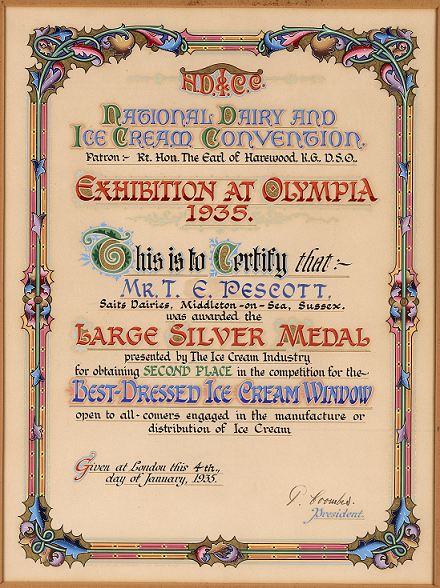 N.D.&I.C.C.
NATIONAL DAIRY AND
ICE CREAM CONVENTION.
Patron:- Rt. Hon. The Earl of Harewood. K.G. D.S.O.
EXHIBITION AT OLYMPIA
1935.
This is to Certify that:-
MR. T. E. PESCOTT,
Saits Dairies, Middleton-on-Sea, Sussex.
was awarded the
LARGE SILVER MEDAL
presented by The Ice Cream Industry
for obtaining SECOND PLACE in the competition for the
BEST-DRESSED ICE CREAM WINDOW
open to all-comers engaged in the manufacture or
distribution of Ice Cream
Given at London this 4th.,
day of January, 1935.
Coombes.
President.